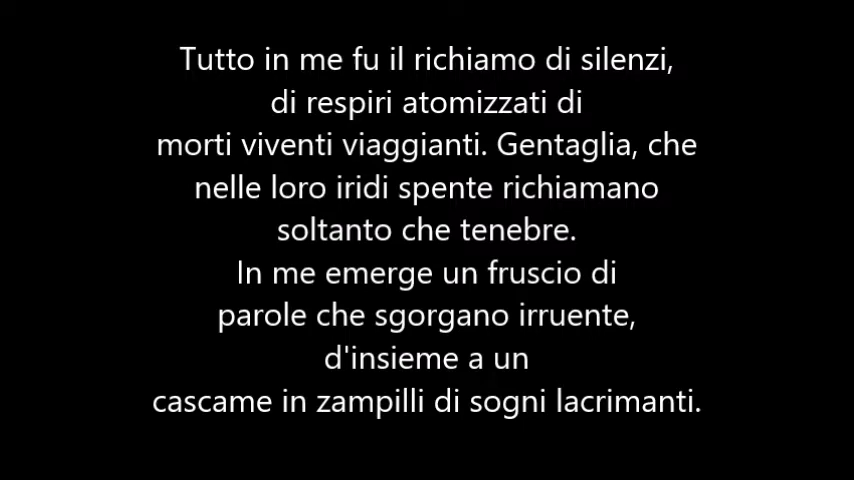 Tutto in me fu il richiamo di silenzi,
di respiri atomizzati di
morti viventi viaggianti. Gentaglia, che
nelle loro iridi spente richiamano
soltanto che tenebre.
In me emerge un fruscio di
parole che sgorgano irruente,
d'insieme a un
cascame in zampilli di sogni lacrimanti.